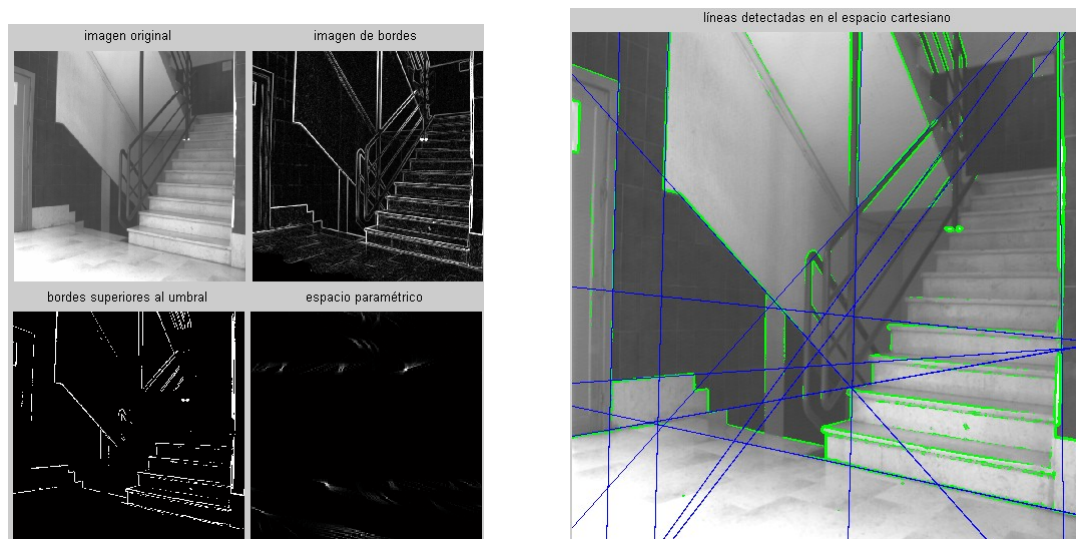 imagen original
imagen de bordes
bordes superiores al umbral
espacio paramétrico
líneas detectadas en el espacio cartesiano